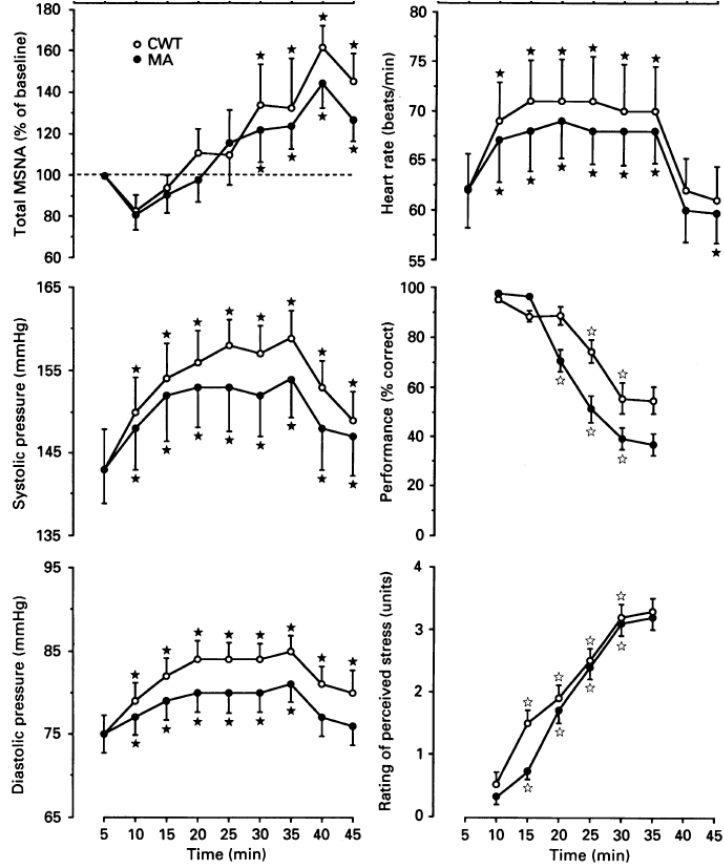 180
160
140
120
100
80
60
Total MSNA (% of baseline)
CWT
MA
75
70
65
60
55
Heart rate (beats/min)
165
155
145
135
Systolic pressure (mmHg)
100
80
60
40
20
0
Performance (% correct)
95
85
75
65
Diastolic pressure (mmHg)
5 10 15 20 25 30 35 40 45
Time (min)
4
3
2
1
0
Rating of perceived stress (units)
5 10 15 20 25 30 35 40 45
Time (min)